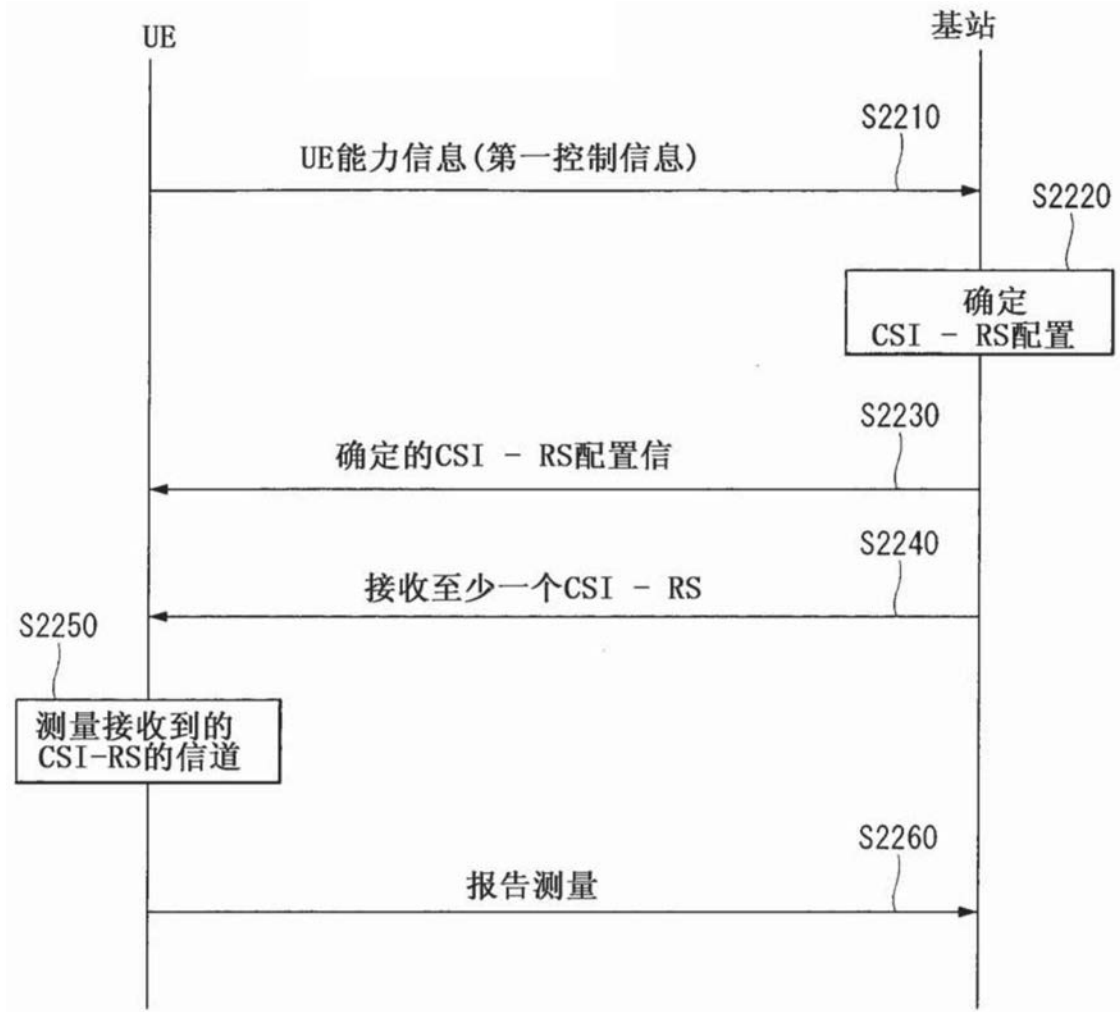 UE
基站
S2210
UE能力信息(第一控制信息)
S2220
确定
CSI - RS配置
S2230
确定的CSI - RS配置信
S2240
接收至少一个CSI - RS
S2250
测量接收到的
CSI-RS的信道
S2260
报告测量